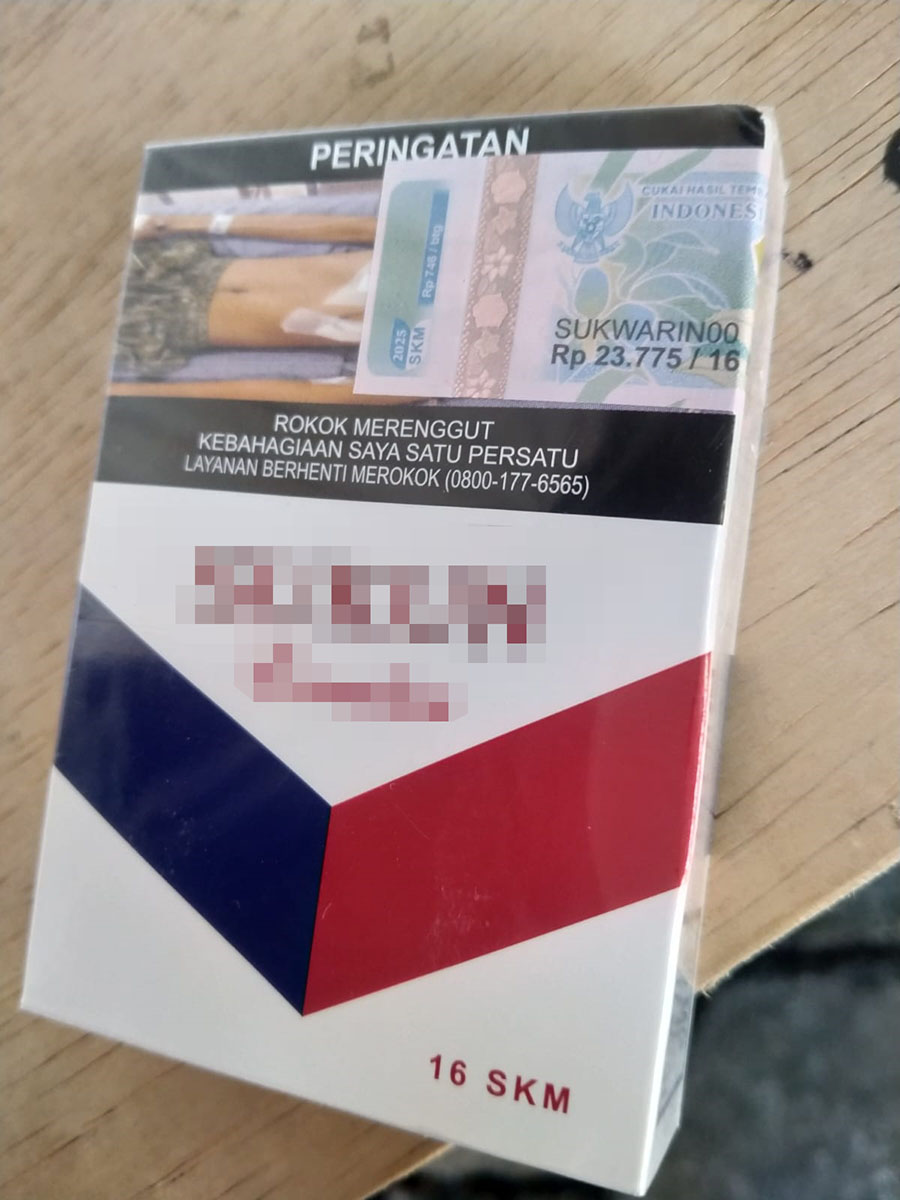 PERINGATAN
2025
SKM
Rp 746 / btg
CUKAI HASIL TEM
INDONES
SUKWARIN00
Rp 23.775 / 16
ROKOK MERENGGUT
KEBAHAGIAAN SAYA SATU PERSATU
LAYANAN BERHENTI MEROKOK (0800-177-6565)
16 SKM